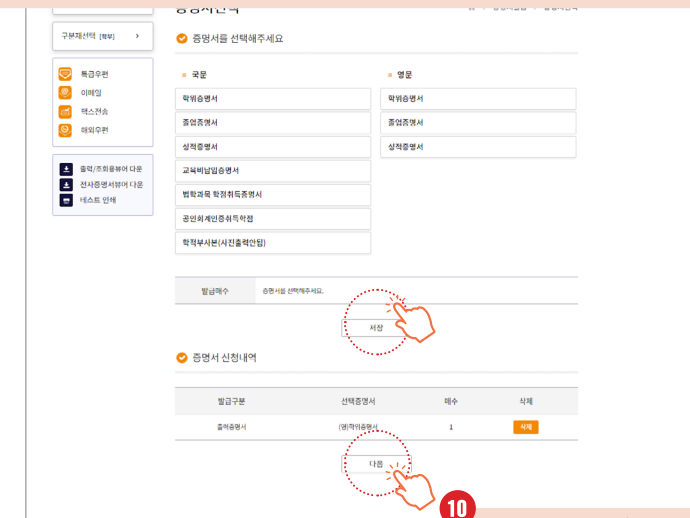 증명서선택
구분재선택 [학부]
증명서를 선택해주세요
특급우편
이메일
팩스전송
해외우편
출력/조회용뷰어 다운
전자증명서뷰어 다운
테스트 인쇄
국문
영문
학위증명서
학위증명서
졸업증명서
졸업증명서
성적증명서
성적증명서
교육비납입증명서
법학과목 학점취득증명서
공인회계인증취득학점
학적부사본(사진출력안됨)
발급매수
증명서를 선택해주세요.
저장
증명서 신청내역
발급구분
선택증명서
매수
삭제
출력증명서
(영)학위증명서
1
삭제
다음
10